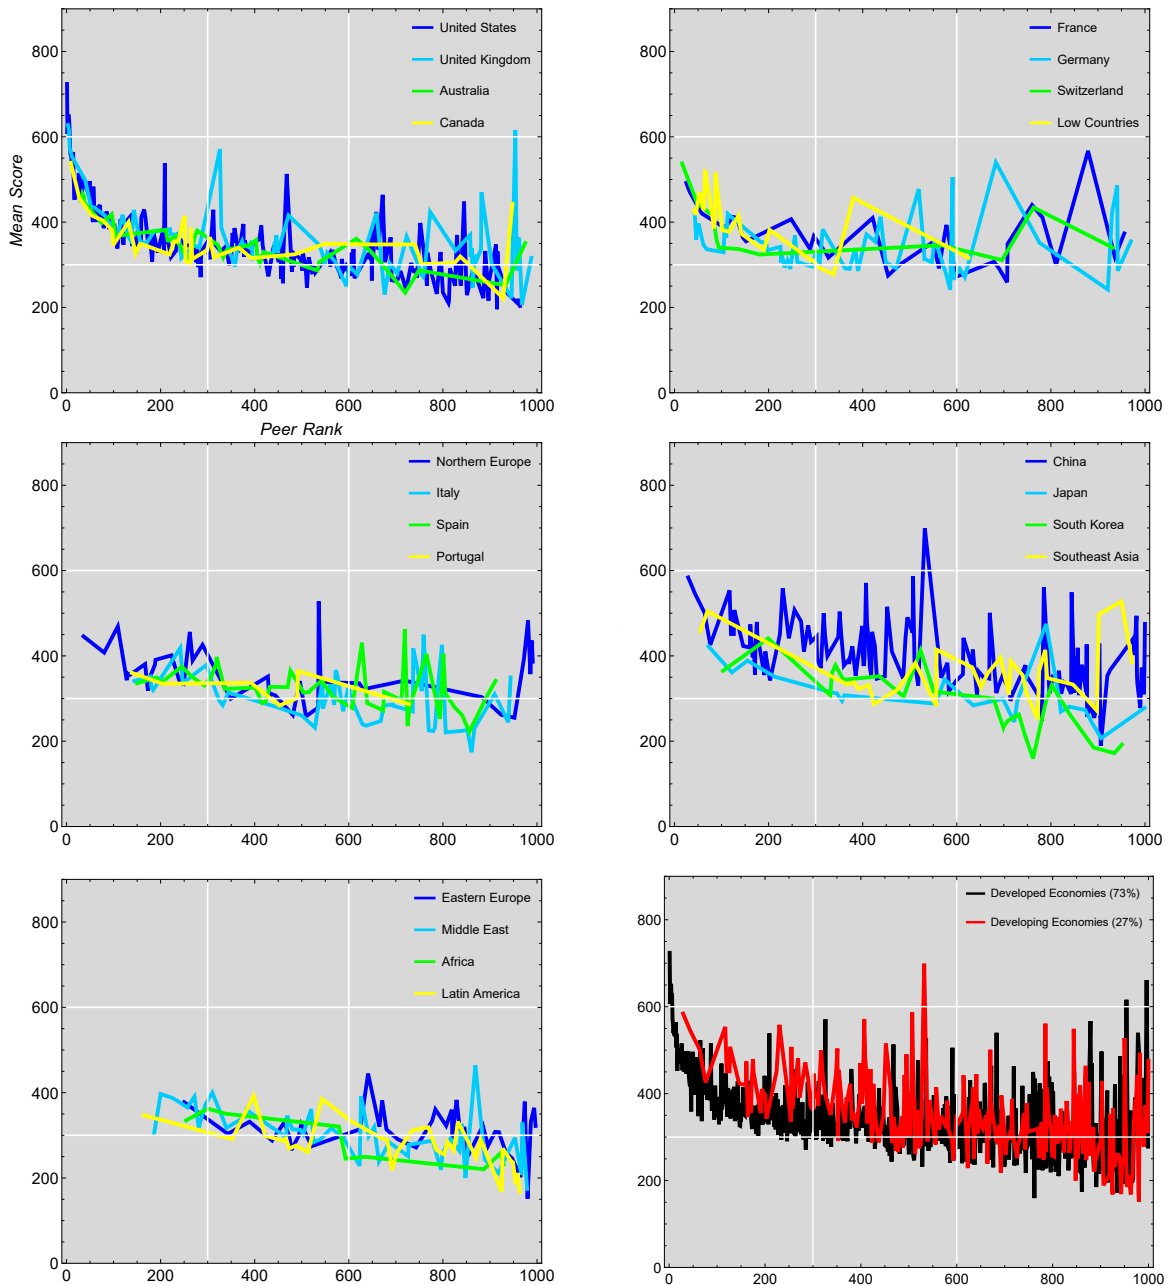 800
600
400
200
0
0 200 400 600 800 1000
Mean Score
Peer Rank
United States
United Kingdom
Australia
Canada
800
600
400
200
0
0 200 400 600 800 1000
France
Germany
Switzerland
Low Countries
800
600
400
200
0
0 200 400 600 800 1000
Northern Europe
Italy
Spain
Portugal
800
600
400
200
0
0 200 400 600 800 1000
China
Japan
South Korea
Southeast Asia
800
600
400
200
0
0 200 400 600 800 1000
Eastern Europe
Middle East
Africa
Latin America
800
600
400
200
0
0 200 400 600 800 1000
Developed Economies (73%)
Developing Economies (27%)